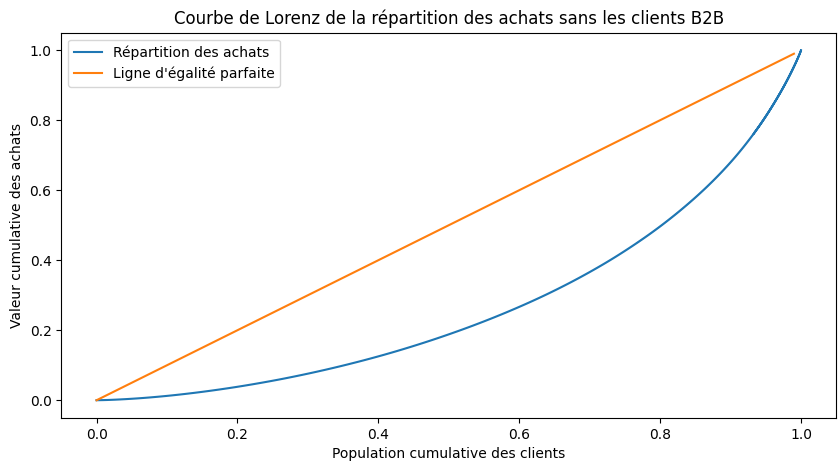 Courbe de Lorenz de la répartition des achats sans les clients B2B
Répartition des achats
Ligne d'égalité parfaite
Valeur cumulative des achats
1.0
0.8
0.6
0.4
0.2
0.0
0.0 0.2 0.4 0.6 0.8 1.0
Population cumulative des clients